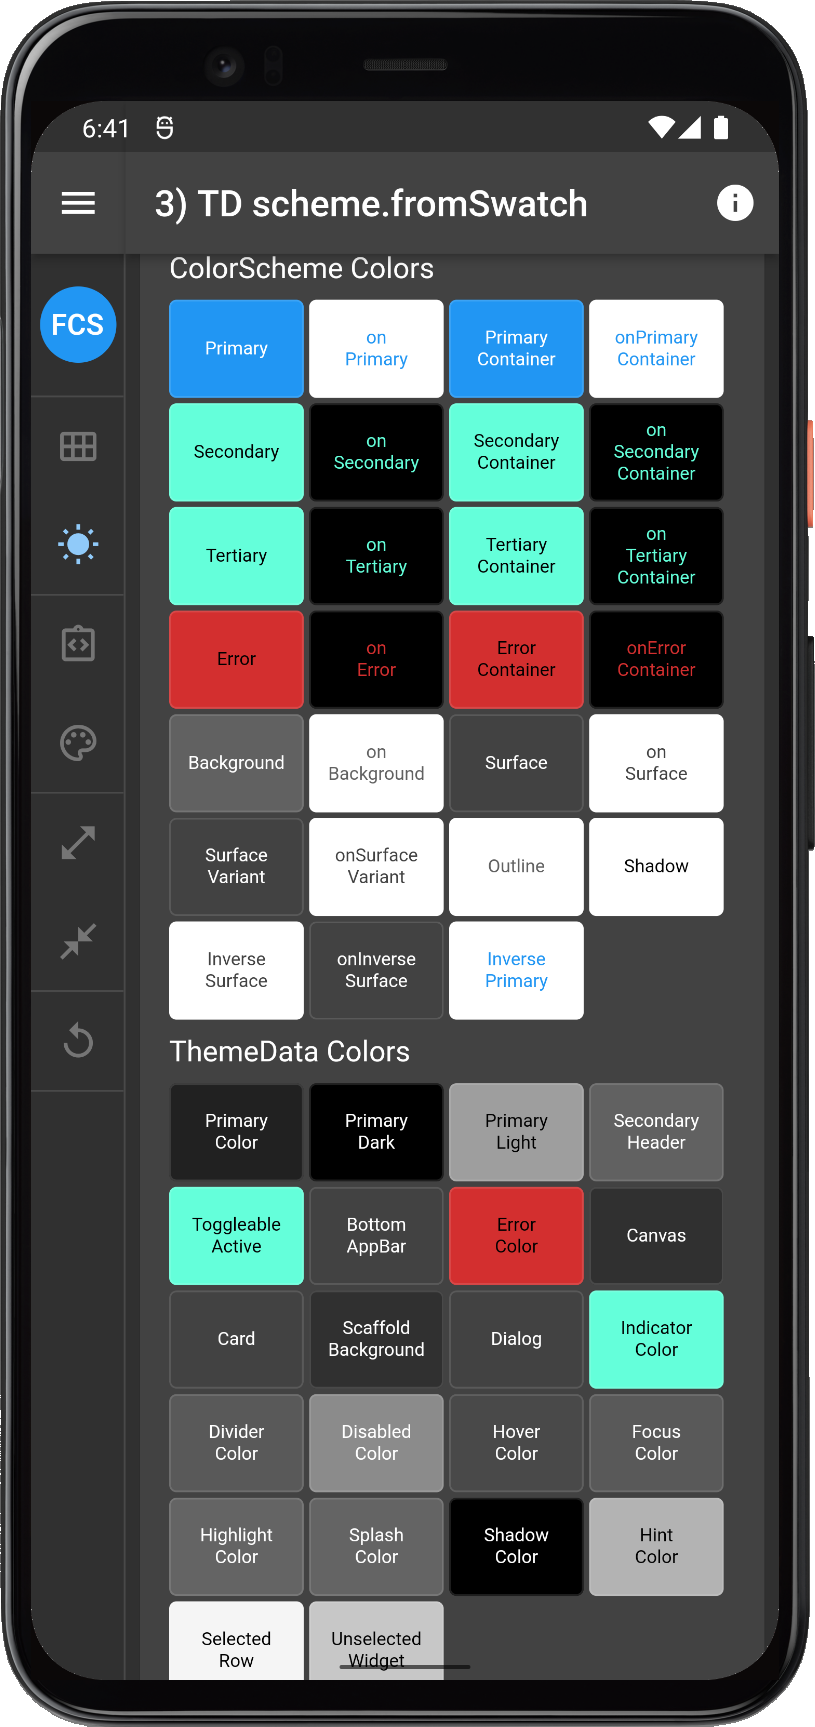 6:41
3) TD scheme.fromSwatch
FCS
ColorScheme Colors
Primary
on
Primary
Primary
Container
onPrimary
Container
Secondary
on
Secondary
Secondary
Container
on
Secondary
Container
Tertiary
on
Tertiary
Tertiary
Container
on
Tertiary
Container
Error
on
Error
Error
Container
onError
Container
Background
on
Background
Surface
on
Surface
Surface
Variant
onSurface
Variant
Outline
Shadow
Inverse
Surface
onInverse
Surface
Inverse
Primary
ThemeData Colors
Primary
Color
Primary
Dark
Primary
Light
Secondary
Header
Toggleable
Active
Bottom
AppBar
Error
Color
Canvas
Card
Scaffold
Background
Dialog
Indicator
Color
Divider
Color
Disabled
Color
Hover
Color
Focus
Color
Highlight
Color
Splash
Color
Shadow
Color
Hint
Color
Selected
Row
Unselected
Widget